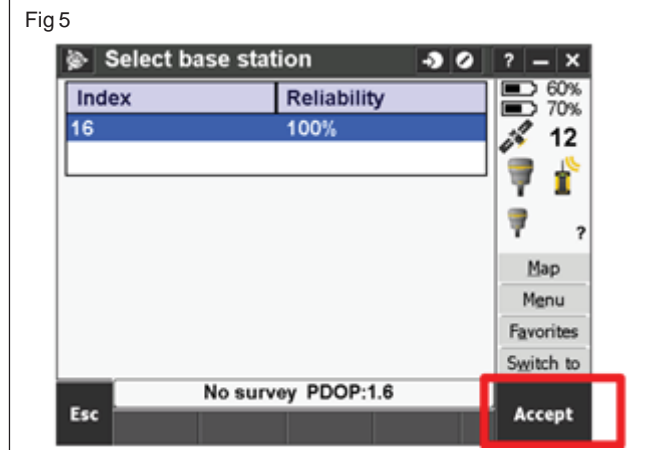 Fig 5
Select base station
? – ×
Index Reliability
16 100%
60%
70%
12
?
Map
Menu
Favorites
Switch to
No survey PDOP:1.6
Esc
Accept